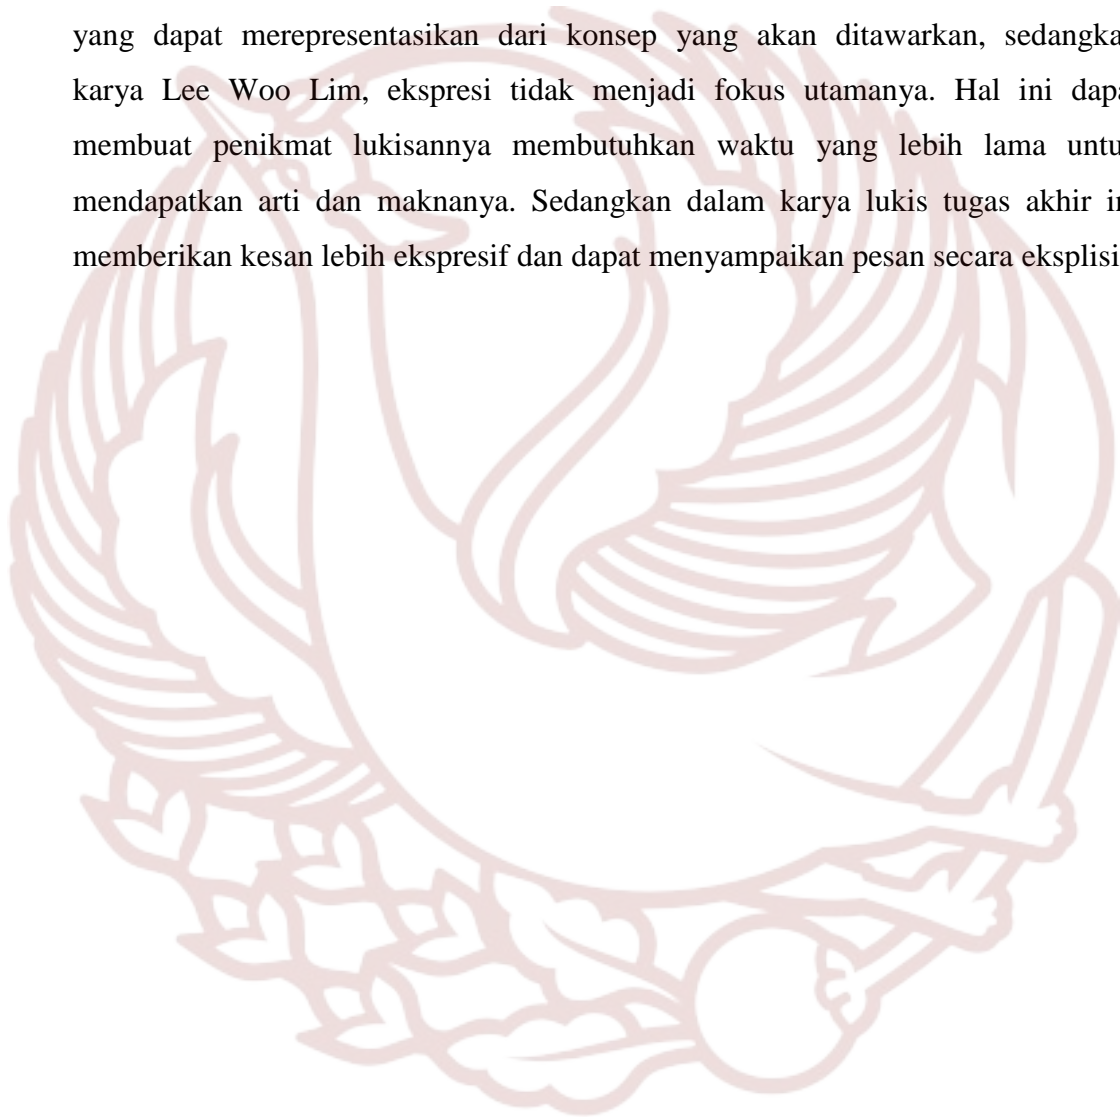 yang dapat merepresentasikan dari konsep yang akan ditawarkan, sedangka
karya Lee Woo Lim, ekspresi tidak menjadi fokus utamanya. Hal ini dapa
membuat penikmat lukisannya membutuhkan waktu yang lebih lama untu
mendapatkan arti dan maknanya. Sedangkan dalam karya lukis tugas akhir in
memberikan kesan lebih ekspresif dan dapat menyampaikan pesan secara eksplisi